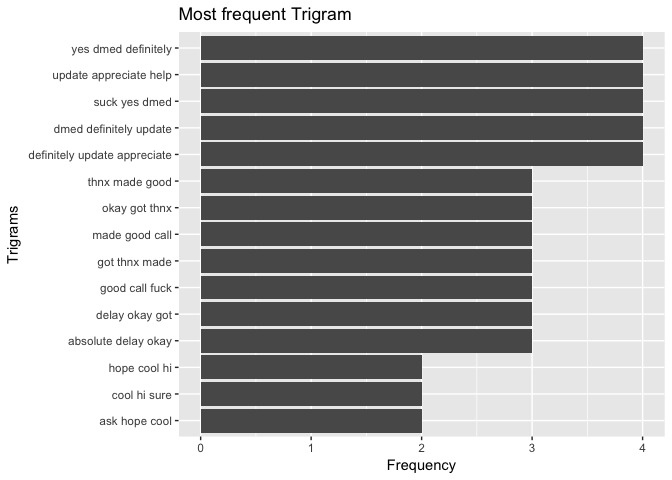 Most frequent Trigram
Trigrams
yes dmed definitely
update appreciate help
suck yes dmed
dmed definitely update
definitely update appreciate
thnx made good
okay got thnx
made good call
got thnx made
good call fuck
delay okay got
absolute delay okay
hope cool hi
cool hi sure
ask hope cool
0 1 2 3 4
Frequency